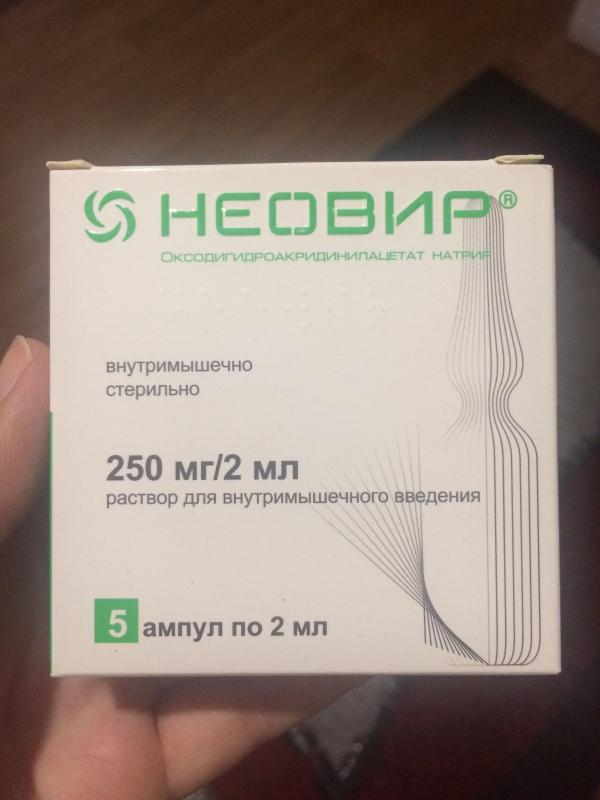 НЕОВИР®
Оксодигидроакридинилацетат натрия
внутримышечно
стерильно
250 мг/2 мл
раствор для внутримышечного введения
5 ампул по 2 мл